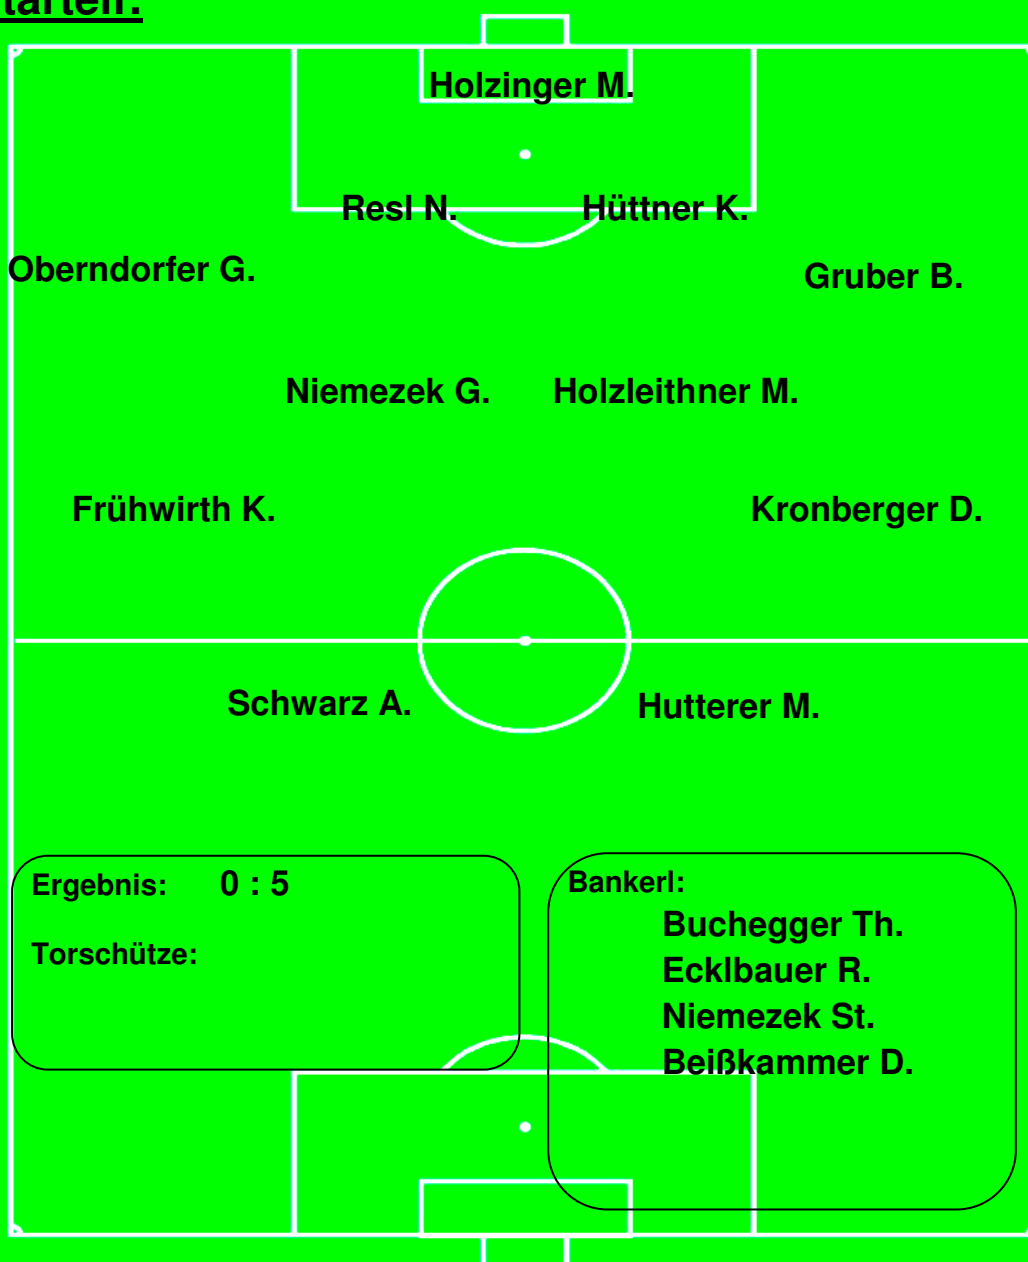 Holzinger M.
Resl N. Hüttner K.
Oberndorfer G. Gruber B.
Niemezek G. Holzleithner M.
Frühwirth K. Kronberger D.
Schwarz A. Hutterer M.
Ergebnis: 0 : 5
Torschütze:
Bankerl:
Buchegger Th.
Ecklbauer R.
Niemezek St.
Beißkammer D.